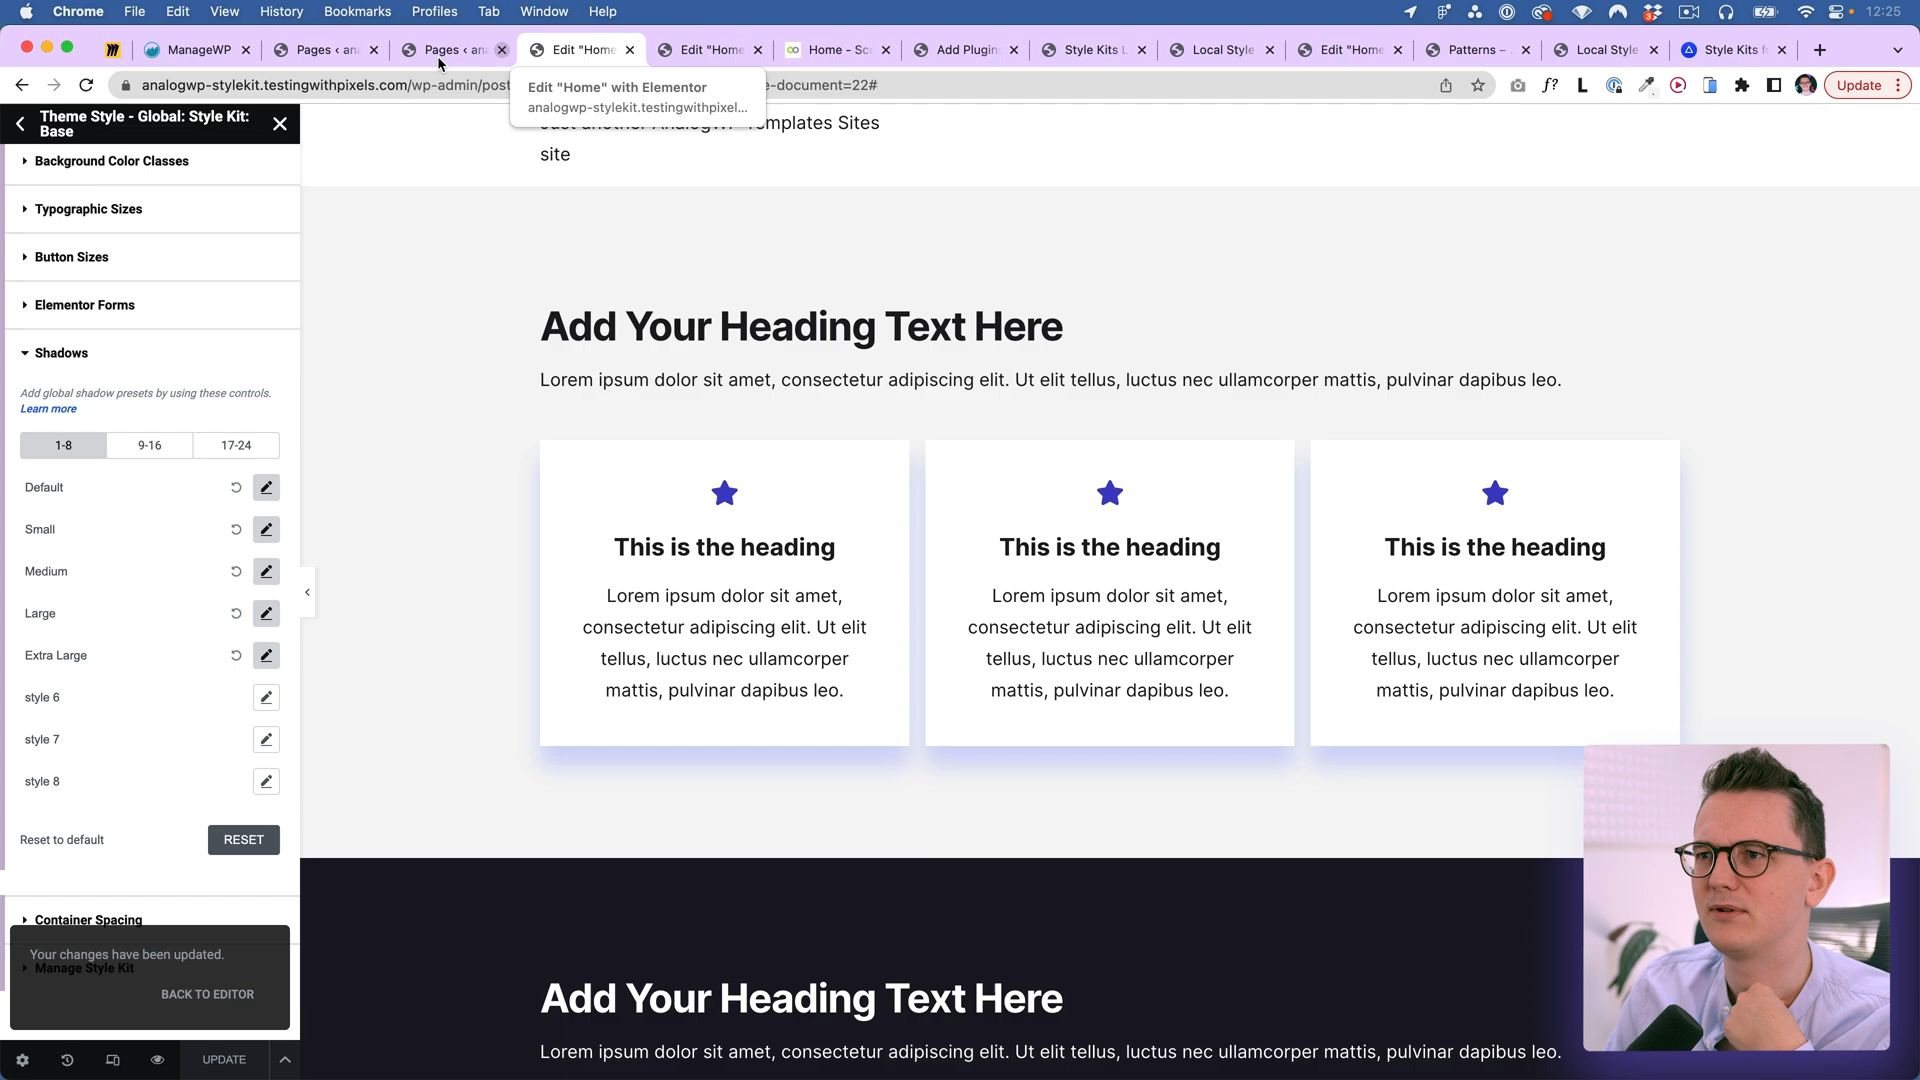 Chrome File Edit View History Bookmarks Profiles Tab Window Help
3
12:25
ManageWP
Pages ‹ an
Pages ‹ an
Edit "Home
Edit "Home
Home - Sc
Add Plugin
Style Kits
Local Style
Edit "Home
Patterns –
Local Style
Style Kits f
analogwp-stylekit.testingwithpixels.com/wp-admin/post
e-document=22#
Update
Edit "Home" with Elementor
analogwp-stylekit.testingwithpixel...
Theme Style - Global: Style Kit:
Base
Background Color Classes
Typographic Sizes
Button Sizes
Elementor Forms
Shadows
Add global shadow presets by using these controls.
Learn more
1-8 9-16 17-24
Default
Small
Medium
Large
Extra Large
style 6
style 7
style 8
Reset to default RESET
Container Spacing
Your changes have been updated.
Manage Style Kit
BACK TO EDITOR
UPDATE
Templates Sites
site
Add Your Heading Text Here
Lorem ipsum dolor sit amet, consectetur adipiscing elit. Ut elit tellus, luctus nec ullamcorper mattis, pulvinar dapibus leo.
This is the heading
Lorem ipsum dolor sit amet,
consectetur adipiscing elit. Ut elit
tellus, luctus nec ullamcorper
mattis, pulvinar dapibus leo.
This is the heading
Lorem ipsum dolor sit amet,
consectetur adipiscing elit. Ut elit
tellus, luctus nec ullamcorper
mattis, pulvinar dapibus leo.
This is the heading
Lorem ipsum dolor sit amet,
consectetur adipiscing elit. Ut elit
tellus, luctus nec ullamcorper
mattis, pulvinar dapibus leo.
Add Your Heading Text Here
Lorem ipsum dolor sit amet, consectetur adipiscing elit. Ut elit tellus, luctus nec ullamcorper mattis, pulvinar dapibus leo.